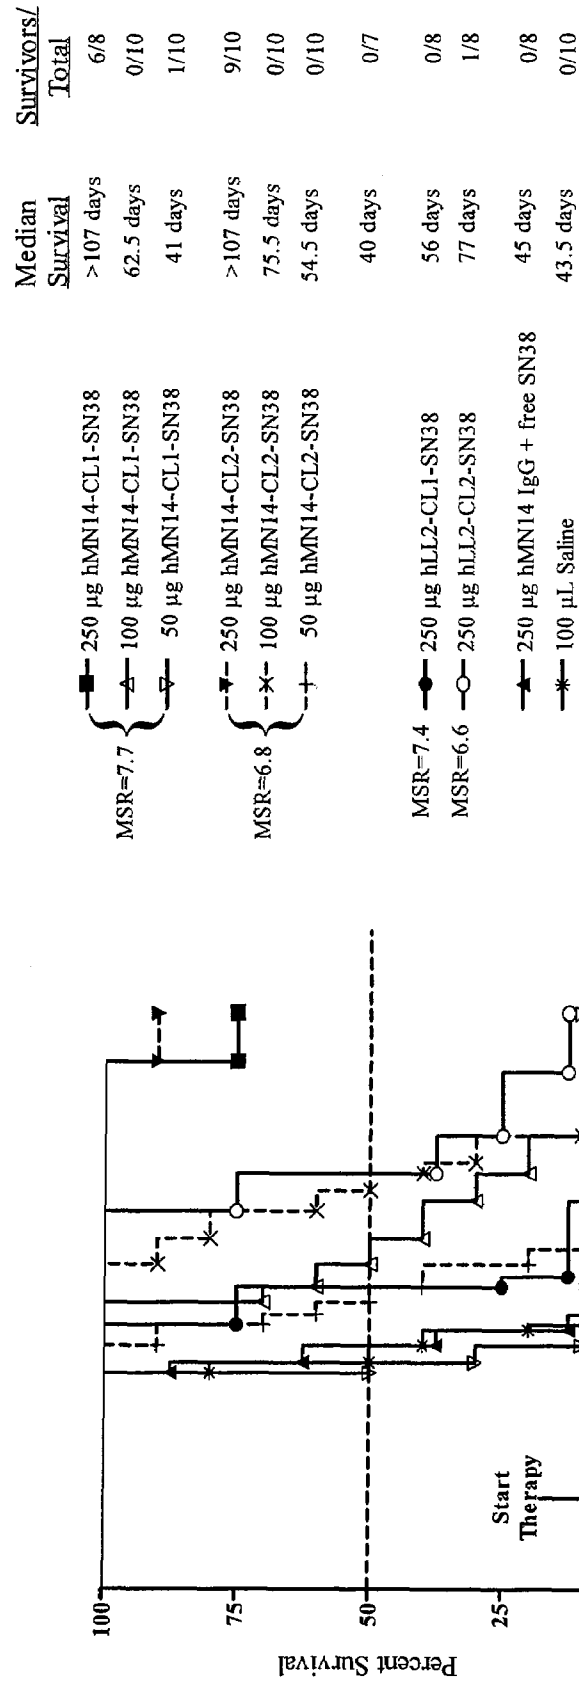 Median Survivors/
Survival Total
250 µg hMN14-CL1-SN38 >107 days 6/8
MSR=7.7 100 µg hMN14-CL1-SN38 62.5 days 0/10
50 µg hMN14-CL1-SN38 41 days 1/10
250 µg hMN14-CL2-SN38 >107 days 9/10
MSR=6.8 100 µg hMN14-CL2-SN38 75.5 days 0/10
50 µg hMN14-CL2-SN38 54.5 days 0/10
40 days 0/7
MSR=7.4 250 µg hLL2-CL1-SN38 56 days 0/8
MSR=6.6 250 µg hLL2-CL2-SN38 77 days 1/8
250 µg hMN14 IgG + free SN38 45 days 0/8
100 µL Saline 43.5 days 0/10
Percent Survival
100
75
50
25
Start
Therapy